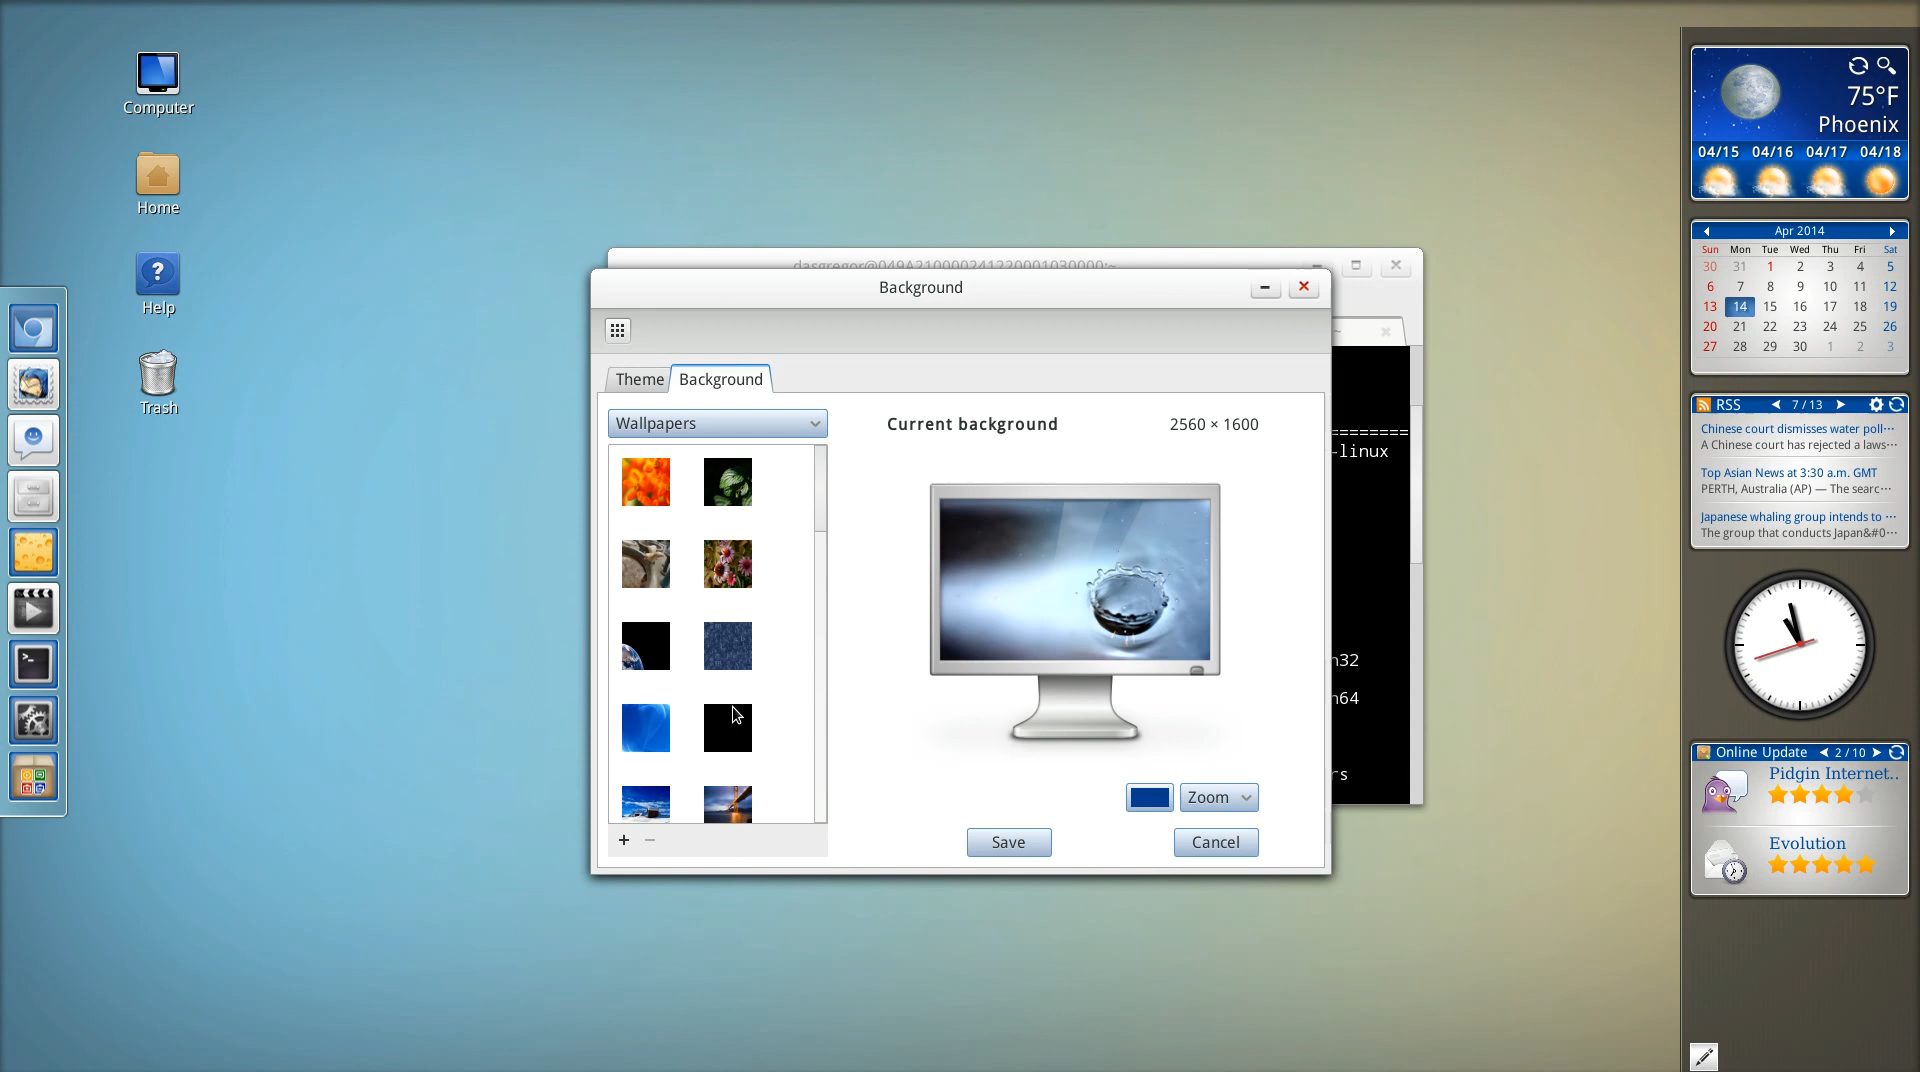 Computer
Home
Help
Trash
dasgregor@049A21000024122000103000:~
Background
Theme
Background
Wallpapers
Current background
2560 × 1600
Zoom
Save
Cancel
~
========
-linux
n32
n64
rs
75°F
Phoenix
04/15 04/16 04/17 04/18
Apr 2014
Sun Mon Tue Wed Thu Fri Sat
30 31 1 2 3 4 5
6 7 8 9 10 11 12
13 14 15 16 17 18 19
20 21 22 23 24 25 26
27 28 29 30 1 2 3
RSS 7 / 13
Chinese court dismisses water poll···
A Chinese court has rejected a laws···
Top Asian News at 3:30 a.m. GMT
PERTH, Australia (AP) — The searc···
Japanese whaling group intends to ···
The group that conducts Japan&#0···
Online Update 2 / 10
Pidgin Internet..
Evolution